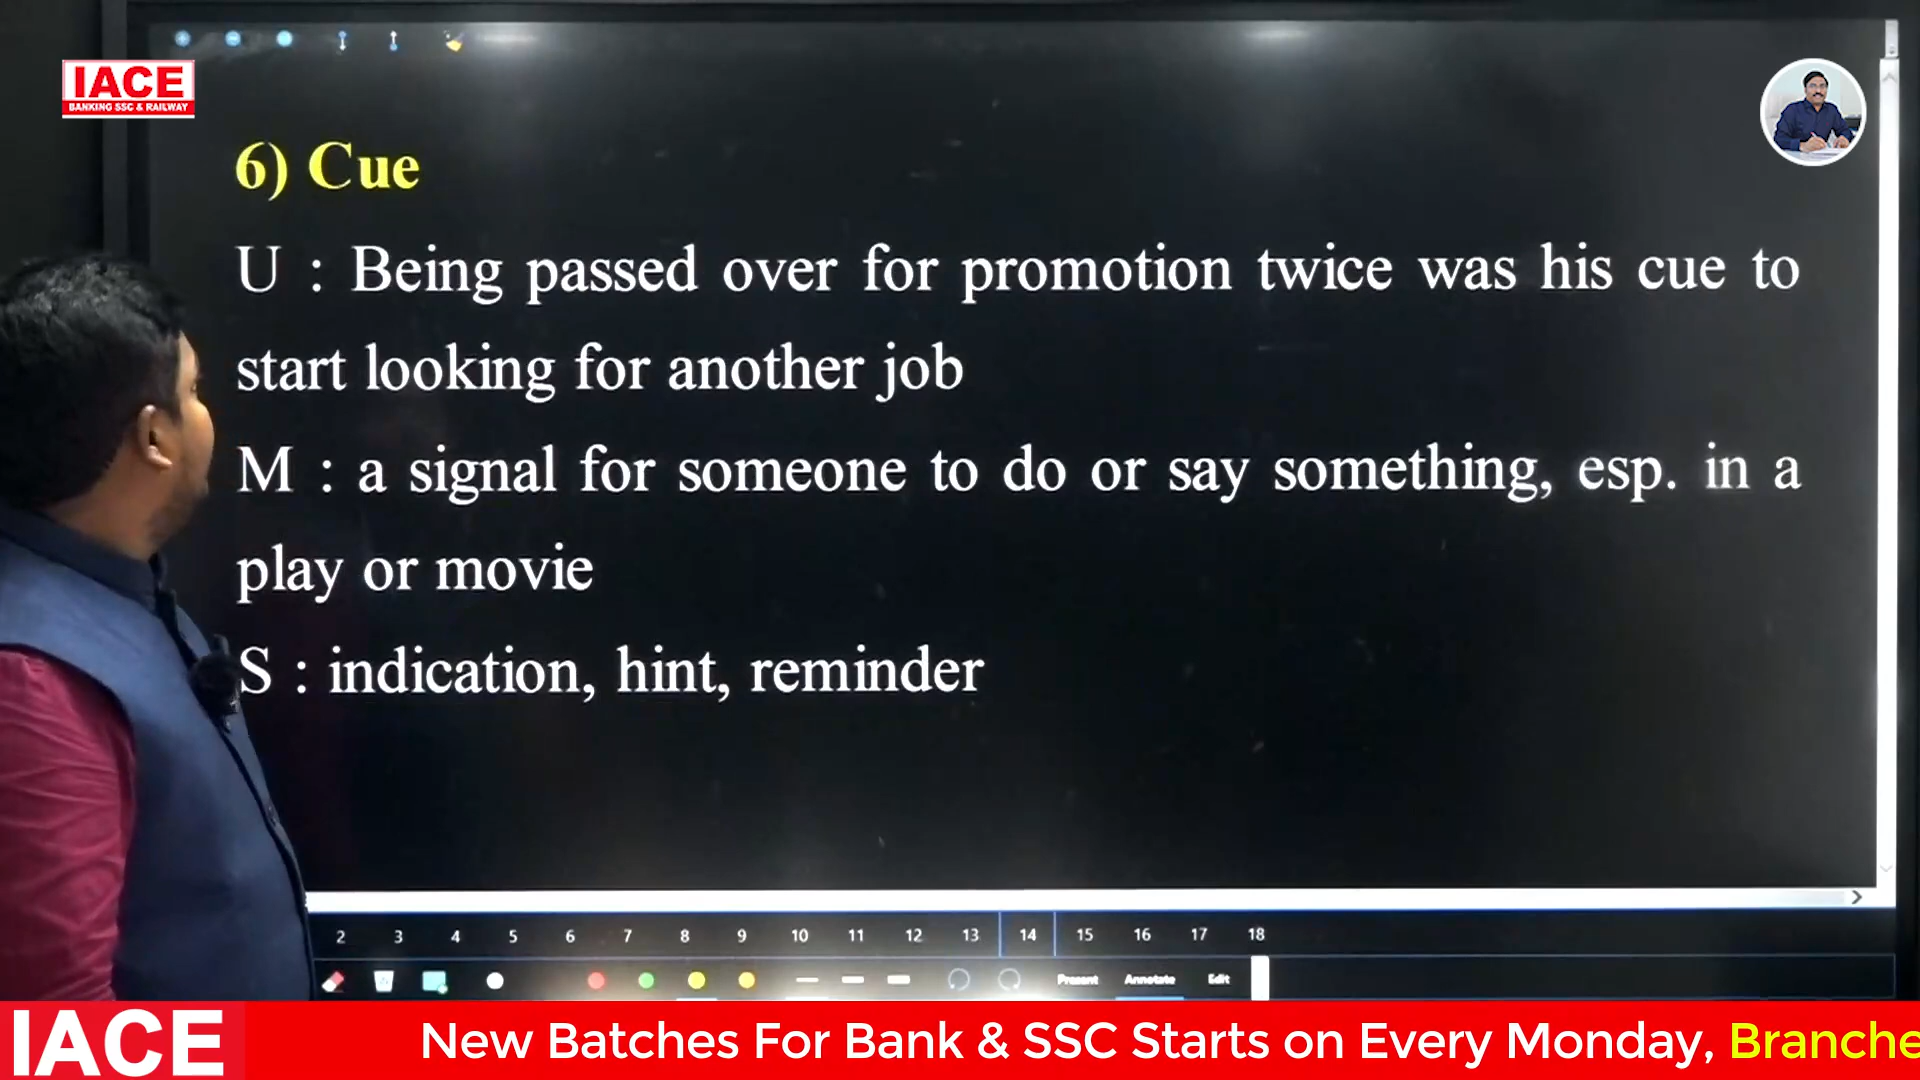 IACE
BANKING SSC & RAILWAY
6) Cue
U : Being passed over for promotion twice was his cue to
start looking for another job
M : a signal for someone to do or say something, esp. in a
play or movie
S : indication, hint, reminder
2 3 4 5 6 7 8 9 10 11 12 13 14 15 16 17 18
Present Annotate Edit
IACE New Batches For Bank & SSC Starts on Every Monday, Branche